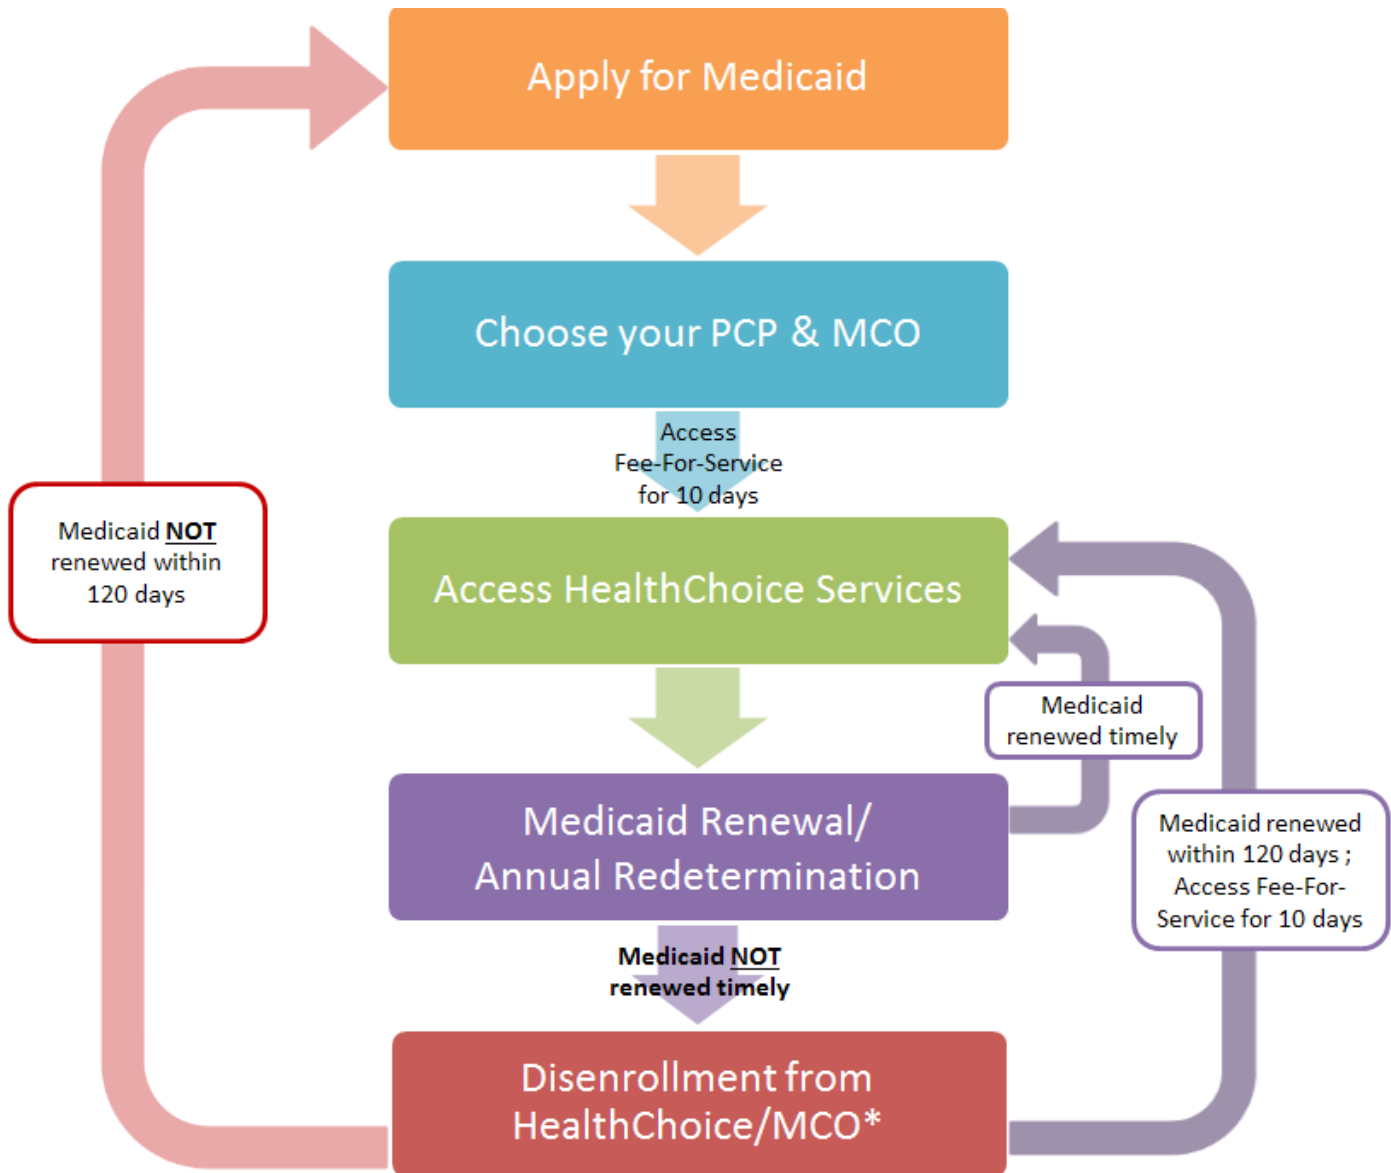 Apply for Medicaid
Choose your PCP & MCO
Access
Fee-For-Service
for 10 days
Medicaid NOT
renewed within
120 days
Access HealthChoice Services
Medicaid
renewed timely
Medicaid Renewal/
Annual Redetermination
Medicaid renewed
within 120 days ;
Access Fee-For-
Service for 10 days
Medicaid NOT
renewed timely
Disenrollment from
HealthChoice/MCO*